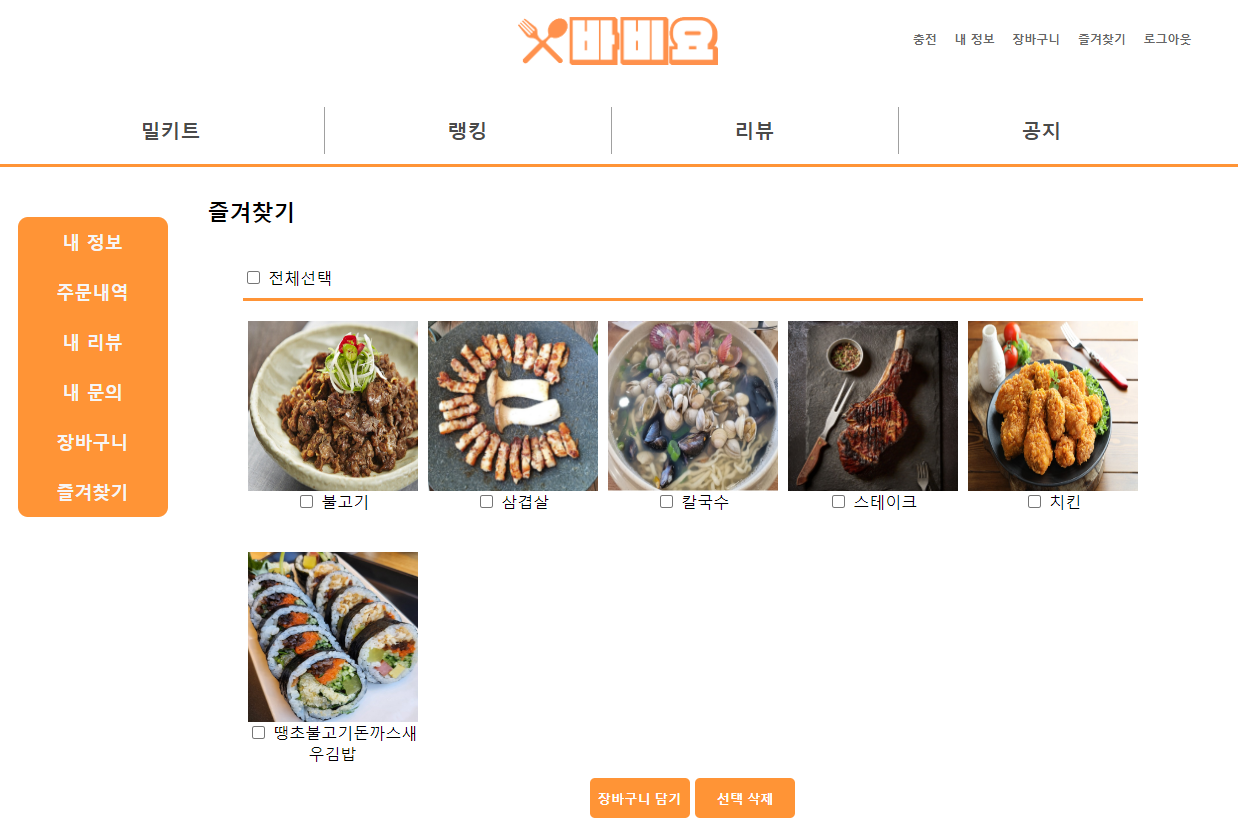 바비요
충전 내 정보 장바구니 즐겨찾기 로그아웃
밀키트 랭킹 리뷰 공지
즐겨찾기
내 정보
주문내역
내 리뷰
내 문의
장바구니
즐겨찾기
전체선택
불고기 삼겹살 칼국수 스테이크 치킨
땡초불고기돈까스새
우김밥
장바구니 담기 선택 삭제